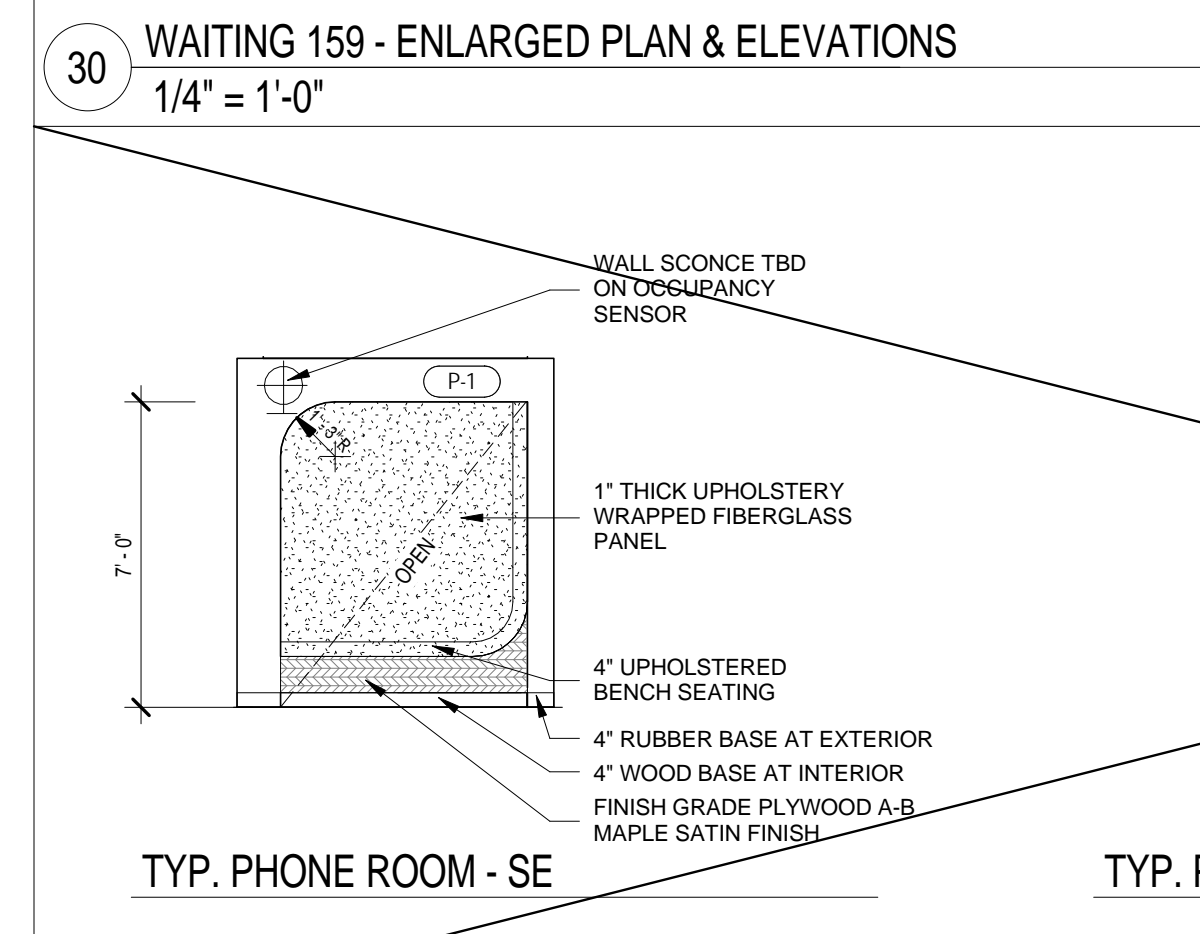 30
WAITING 159 - ENLARGED PLAN & ELEVATIONS
1/4" = 1'-0"
WALL SCONCE TBD
ON OCCUPANCY
SENSOR
P-1
1' - 3" R
7' - 0"
1" THICK UPHOLSTERY
WRAPPED FIBERGLASS
PANEL
OPEN
4" UPHOLSTERED
BENCH SEATING
4" RUBBER BASE AT EXTERIOR
4" WOOD BASE AT INTERIOR
FINISH GRADE PLYWOOD A-B
MAPLE SATIN FINISH
TYP. PHONE ROOM - SE
TYP.